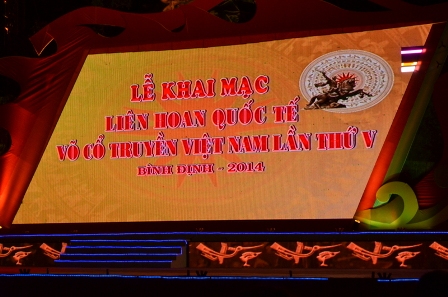 LỄ KHAI MẠC
LIÊN HOAN QUỐC TẾ
VÕ CỔ TRUYỀN VIỆT NAM LẦN THỨ V
BÌNH ĐỊNH - 2014